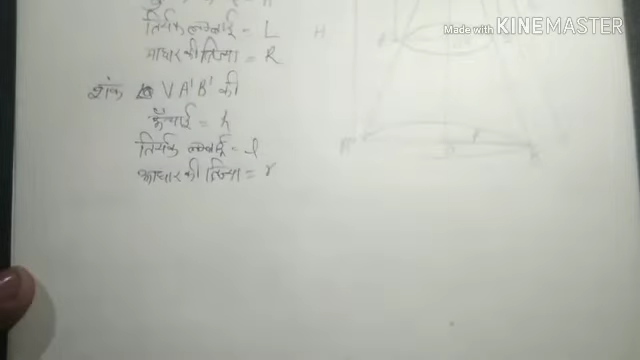 Made with KINEMASTER
तिर्यक लम्बाई = L
आधार की त्रिज्या = R
H
शंकु VA'B' की
ऊँचाई = h
तिर्यक लम्बाई = l
आधार की त्रिज्या = r